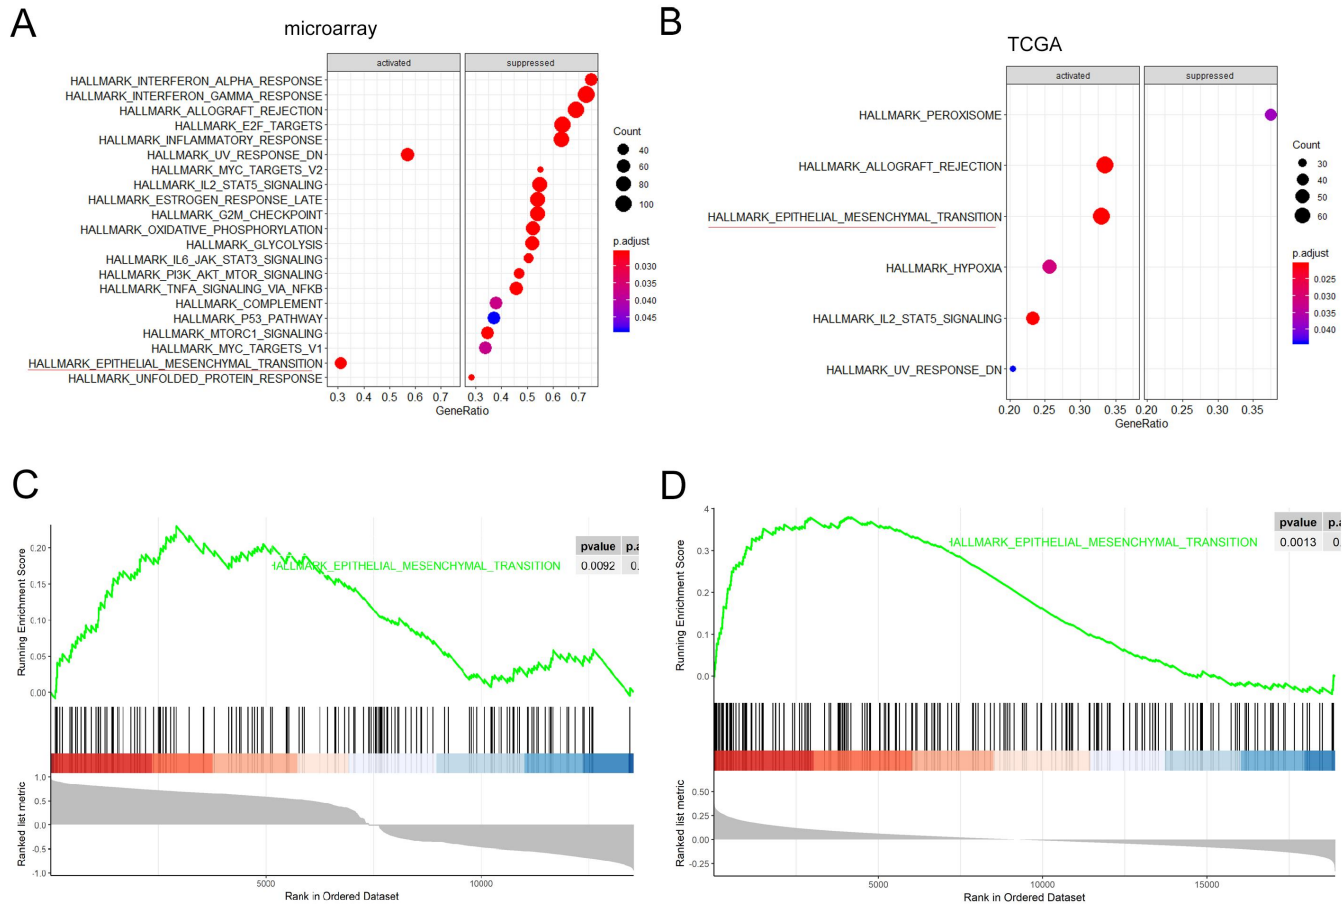 A
microarray
activated
suppressed
HALLMARK_INTERFERON_ALPHA_RESPONSE
HALLMARK_INTERFERON_GAMMA_RESPONSE
HALLMARK_ALLOGRAFT_REJECTION
HALLMARK_E2F_TARGETS
HALLMARK_INFLAMMATORY_RESPONSE
HALLMARK_UV_RESPONSE_DN
HALLMARK_MYC_TARGETS_V2
HALLMARK_IL2_STAT5_SIGNALING
HALLMARK_ESTROGEN_RESPONSE_LATE
HALLMARK_G2M_CHECKPOINT
HALLMARK_OXIDATIVE_PHOSPHORYLATION
HALLMARK_GLYCOLYSIS
HALLMARK_IL6_JAK_STAT3_SIGNALING
HALLMARK_PI3K_AKT_MTOR_SIGNALING
HALLMARK_TNFA_SIGNALING_VIA_NFKB
HALLMARK_COMPLEMENT
HALLMARK_P53_PATHWAY
HALLMARK_MTORC1_SIGNALING
HALLMARK_MYC_TARGETS_V1
HALLMARK_EPITHELIAL_MESENCHYMAL_TRANSITION
HALLMARK_UNFOLDED_PROTEIN_RESPONSE
0.3 0.4 0.5 0.6 0.7
0.3 0.4 0.5 0.6 0.7
GeneRatio
Count
40
60
80
100
p.adjust
0.030
0.035
0.040
0.045
B
TCGA
activated
suppressed
HALLMARK_PEROXISOME
HALLMARK_ALLOGRAFT_REJECTION
HALLMARK_EPITHELIAL_MESENCHYMAL_TRANSITION
HALLMARK_HYPOXIA
HALLMARK_IL2_STAT5_SIGNALING
HALLMARK_UV_RESPONSE_DN
0.20 0.25 0.30 0.35
0.20 0.25 0.30 0.35
GeneRatio
Count
30
40
50
60
p.adjust
0.025
0.030
0.035
0.040
C
Running Enrichment Score
0.20
0.15
0.10
0.05
0.00
HALLMARK_EPITHELIAL_MESENCHYMAL_TRANSITION
pvalue p.a
0.0092 0.
Ranked list metric
1.0
0.5
0.0
-0.5
-1.0
5000 10000
Rank in Ordered Dataset
D
Running Enrichment Score
4
0.3
0.2
0.1
0.0
HALLMARK_EPITHELIAL_MESENCHYMAL_TRANSITION
pvalue p.a
0.0013 0.
Ranked list metric
0.50
0.25
0.00
-0.25
5000 10000 15000
Rank in Ordered Dataset